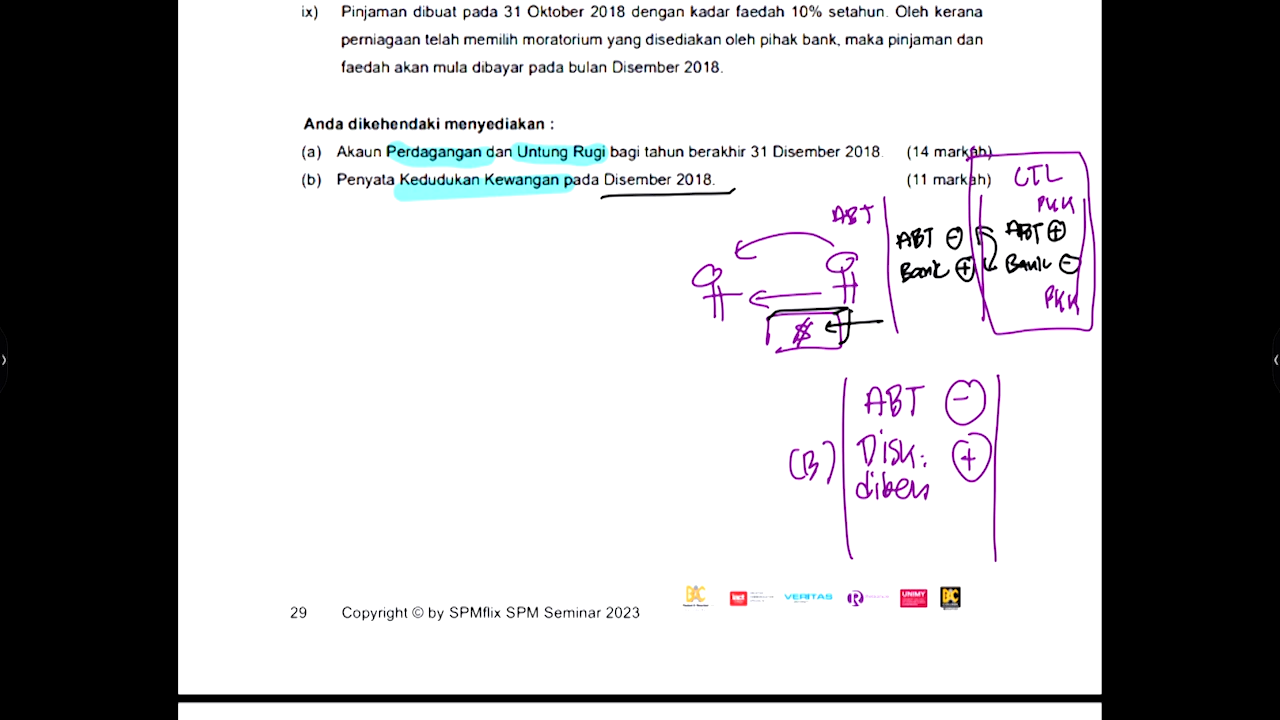 ix) Pinjaman dibuat pada 31 Oktober 2018 dengan kadar faedah 10% setahun. Oleh kerana
perniagaan telah memilih moratorium yang disediakan oleh pihak bank, maka pinjaman dan
faedah akan mula dibayar pada bulan Disember 2018.
Anda dikehendaki menyediakan :
(a) Akaun Perdagangan dan Untung Rugi bagi tahun berakhir 31 Disember 2018. (14 markah)
(b) Penyata Kedudukan Kewangan pada Disember 2018. (11 markah)
CTL
PKK
ABT
ABT - ABT +
Bank + Bank -
PKK
$
ABT -
(B) Disk. +
diberi
29 Copyright © by SPMflix SPM Seminar 2023
BAC VERITAS R UNIMY BAC